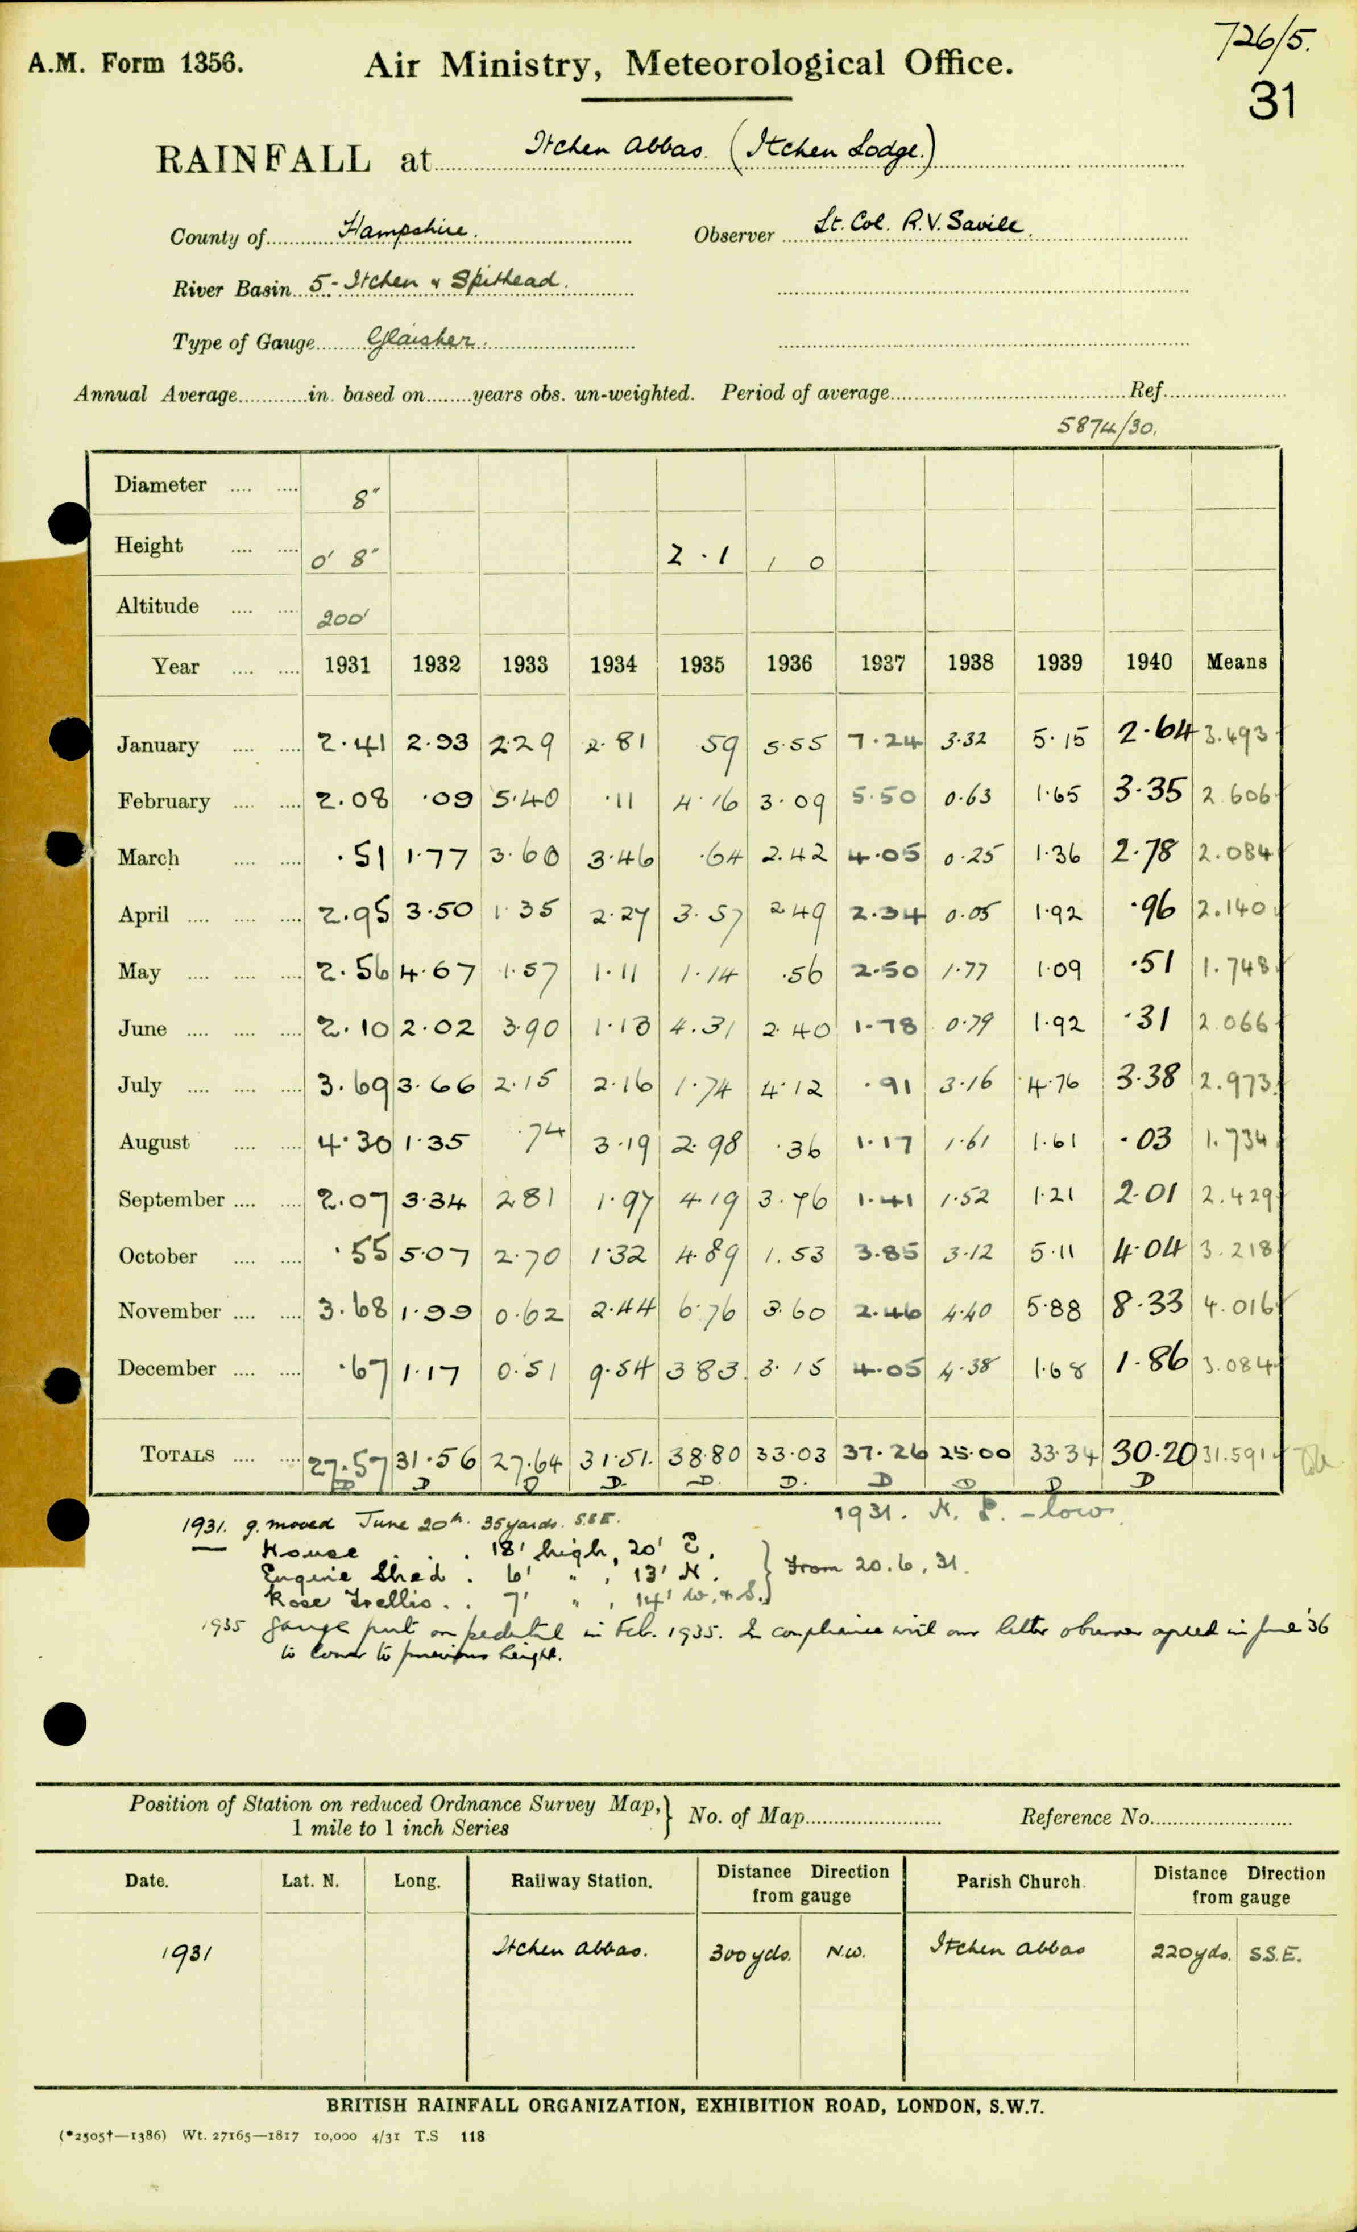 726/5.
A.M. Form 1356.
Air Ministry, Meteorological Office.
31
RAINFALL at Itchen Abbas. (Itchen Lodge.)
County of Hampshire. Observer Lt. Col. R.V. Savile
River Basin 5 - Itchen & Spithead.
Type of Gauge Glaisher.
Annual Average in. based on years obs. un-weighted. Period of average Ref.
5874/30.
Diameter 8"
Height 0' 8" 2 . 1 1 0
Altitude 200'
Year 1931 1932 1933 1934 1935 1936 1937 1938 1939 1940 Means
January 2.41 2.93 2.29 2.81 59 5.55 7.24 3.32 5.15 2.64 3.493
February 2.08 .09 5.40 .11 4.16 3.09 5.50 0.63 1.65 3.35 2.606
March .51 1.77 3.60 3.46 .64 2.42 4.05 0.25 1.36 2.78 2.084
April 2.95 3.50 1.35 2.27 3.57 2.49 2.34 0.05 1.92 .96 2.140
May 2.56 4.67 1.57 1.11 1.14 .56 2.50 1.77 1.09 .51 1.748
June 2.10 2.02 3.90 1.13 4.31 2.40 1.78 0.79 1.92 .31 2.066
July 3.69 3.66 2.15 2.16 1.74 4.12 .91 3.16 4.76 3.38 2.973
August 4.30 1.35 .74 3.19 2.98 .36 1.17 1.61 1.61 .03 1.734
September 2.07 3.34 2.81 1.97 4.19 3.76 1.41 1.52 1.21 2.01 2.429
October .55 5.07 2.70 1.32 4.89 1.53 3.85 3.12 5.11 4.04 3.218
November 3.68 1.99 0.62 2.44 6.76 3.60 2.46 4.40 5.88 8.33 4.016
December .67 1.17 0.51 9.54 3.83 3.15 4.05 4.38 1.68 1.86 3.084
TOTALS 27.57 31.56 27.64 31.51 38.80 33.03 37.26 25.00 33.34 30.20 31.591
D D D D D D D D D D
1931. g. moved June 20th. 35 yards. S.S.E. 1931. N. P. - low
House . . . 18' high, 20' E.
Engine Shed . 6' " , 13' N. } From 20.6.31.
Rose Trellis . . 7' " , 14' W. & S.
1935 Gauge put on pedestal in Feb. 1935. In compliance with our letter observer agreed in June '36
to lower to previous height.
Position of Station on reduced Ordnance Survey Map, } No. of Map Reference No.
1 mile to 1 inch Series
Date. Lat. N. Long. Railway Station. Distance Direction from gauge Parish Church Distance Direction from gauge
1931 Itchen Abbas. 300yds. N.W. Itchen Abbas 220yds. S.S.E.
BRITISH RAINFALL ORGANIZATION, EXHIBITION ROAD, LONDON, S.W.7.
(*2505†—1386) Wt. 27165—1817 10,000 4/31 T.S 118